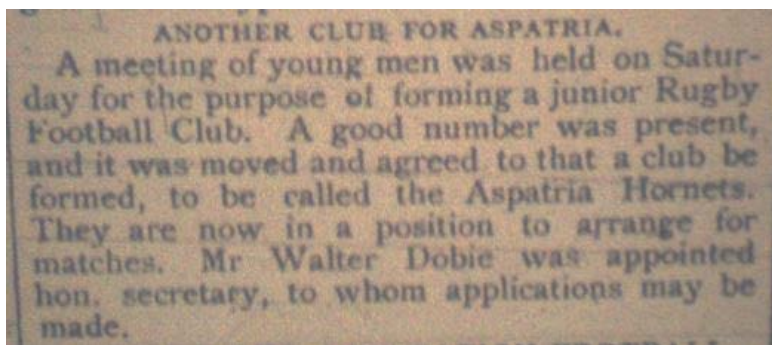 ANOTHER CLUB FOR ASPATRIA.
A meeting of young men was held on Satur-
day for the purpose of forming a junior Rugby
Football Club. A good number was present,
and it was moved and agreed to that a club be
formed, to be called the Aspatria Hornets.
They are now in a position to arrange for
matches. Mr Walter Dobie was appointed
hon. secretary, to whom applications may be
made.